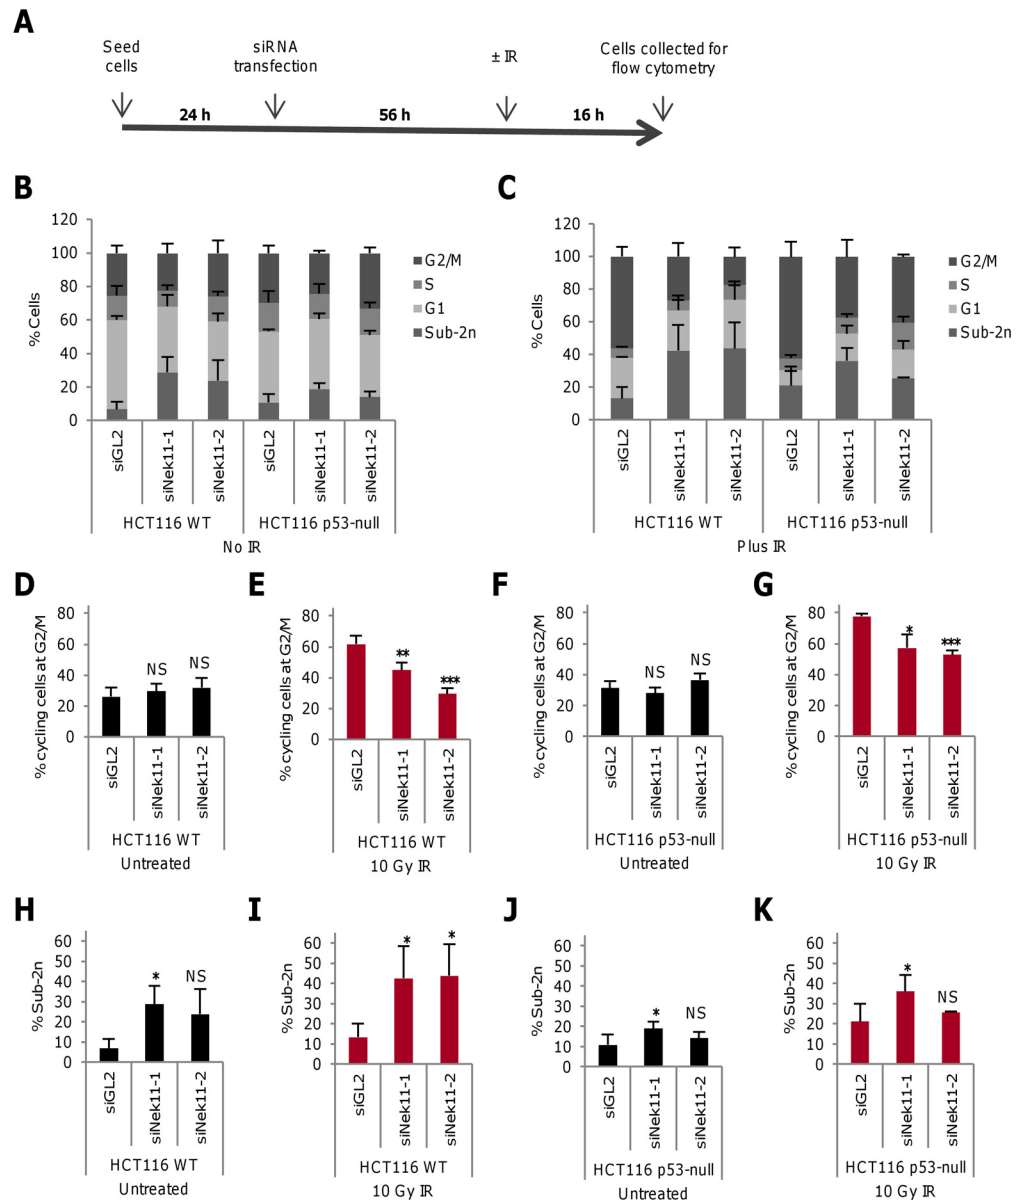 A
Seed
cells
siRNA
transfection
± IR
Cells collected for
flow cytometry
24 h
56 h
16 h
B
120
100
80
60
40
20
0
% Cells
G2/M
S
G1
Sub-2n
siGL2
siNek11-1
siNek11-2
siGL2
siNek11-1
siNek11-2
HCT116 WT
HCT116 p53-null
No IR
C
120
100
80
60
40
20
0
% Cells
G2/M
S
G1
Sub-2n
siGL2
siNek11-1
siNek11-2
siGL2
siNek11-1
siNek11-2
HCT116 WT
HCT116 p53-null
Plus IR
D
80
60
40
20
0
% cycling cells at G2/M
NS
NS
siGL2
siNek11-1
siNek11-2
HCT116 WT
Untreated
E
80
60
40
20
0
% cycling cells at G2/M
**
***
siGL2
siNek11-1
siNek11-2
HCT116 WT
10 Gy IR
F
80
60
40
20
0
% cycling cells at G2/M
NS
NS
siGL2
siNek11-1
siNek11-2
HCT116 p53-null
Untreated
G
80
60
40
20
0
% cycling cells at G2/M
*
***
siGL2
siNek11-1
siNek11-2
HCT116 p53-null
10 Gy IR
H
60
50
40
30
20
10
0
% Sub-2n
*
NS
siGL2
siNek11-1
siNek11-2
HCT116 WT
Untreated
I
60
50
40
30
20
10
0
% Sub-2n
*
*
siGL2
siNek11-1
siNek11-2
HCT116 WT
10 Gy IR
J
60
50
40
30
20
10
0
% Sub-2n
*
NS
siGL2
siNek11-1
siNek11-2
HCT116 p53-null
Untreated
K
60
50
40
30
20
10
0
% Sub-2n
*
NS
siGL2
siNek11-1
siNek11-2
HCT116 p53-null
10 Gy IR